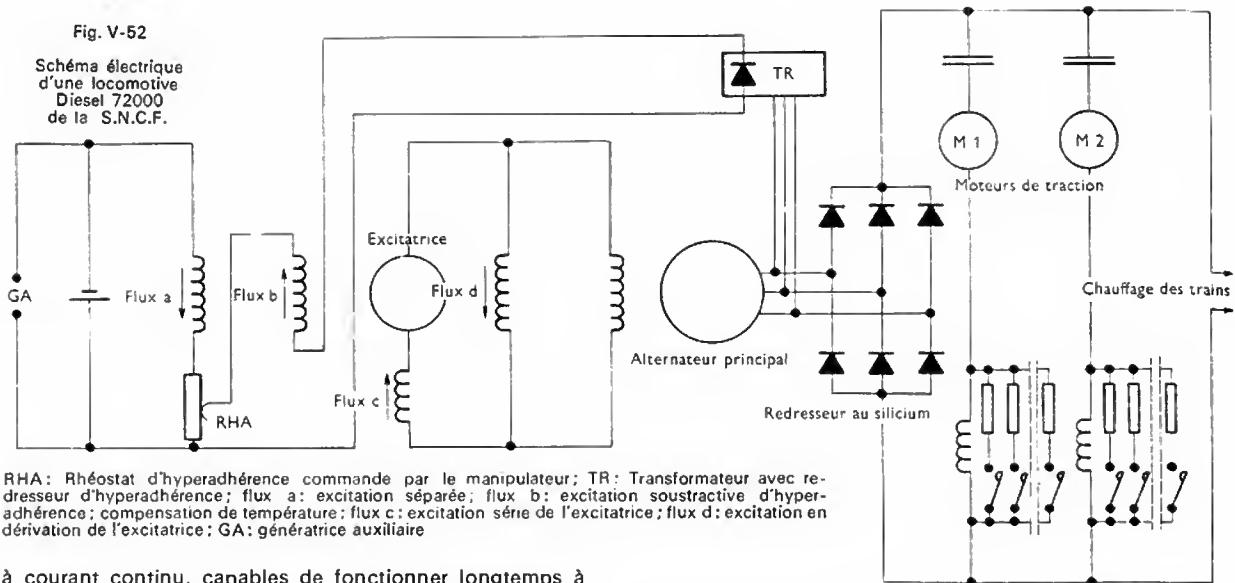 Fig. V-52
Schéma électrique
d'une locomotive
Diesel 72000
de la S.N.C.F.
TR
M 1
M 2
Moteurs de traction
Excitatrice
GA
Flux a
Flux b
Flux d
Chauffage des trains
Alternateur principal
Flux c
RHA
Redresseur au silicium
RHA: Rhéostat d'hyperadhérence commande par le manipulateur; TR: Transformateur avec re-
dresseur d'hyperadhérence; flux a: excitation séparée; flux b: excitation soustractive d'hyper-
adhérence; compensation de température; flux c: excitation série de l'excitatrice; flux d: excitation en
dérivation de l'excitatrice; GA: génératrice auxiliaire
à courant continu, capables de fonctionner longtemps à